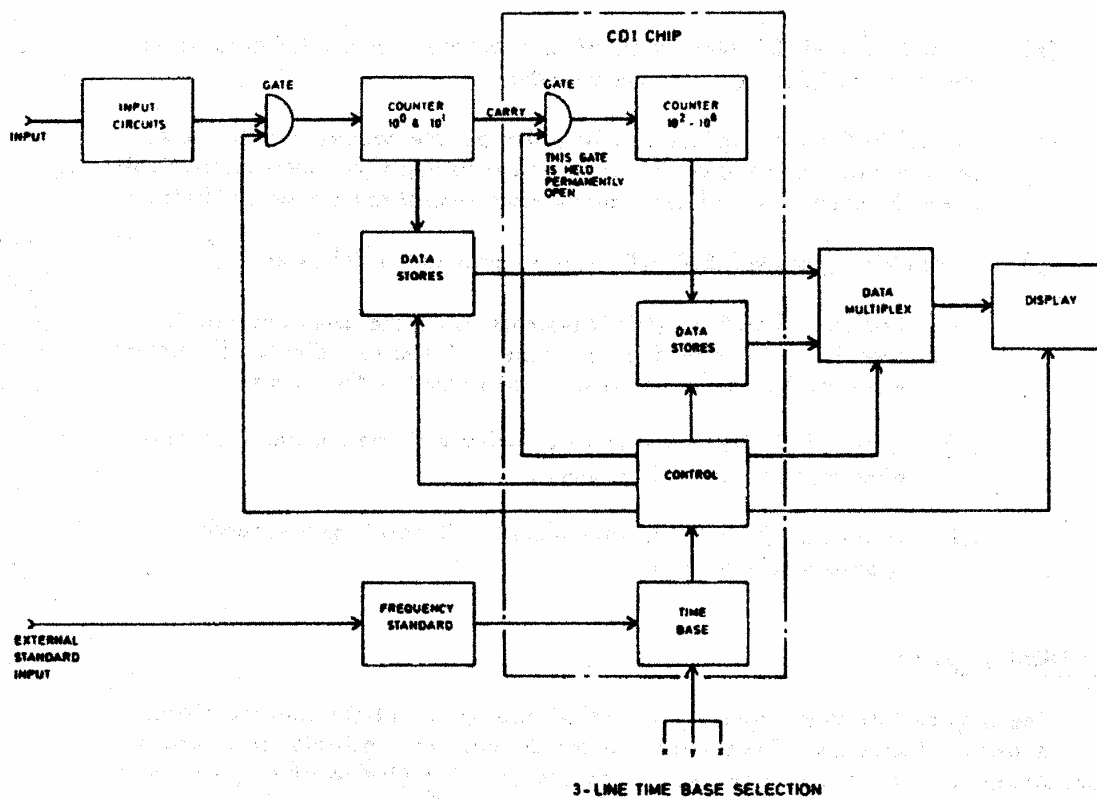 CDI CHIP
GATE
GATE
INPUT
INPUT
CIRCUITS
COUNTER
10⁰ & 10¹
CARRY
COUNTER
10² - 10⁶
THIS GATE
IS HELD
PERMANENTLY
OPEN
DATA
STORES
DATA
STORES
DATA
MULTIPLEX
DISPLAY
CONTROL
EXTERNAL
STANDARD
INPUT
FREQUENCY
STANDARD
TIME
BASE
x y z
3-LINE TIME BASE SELECTION